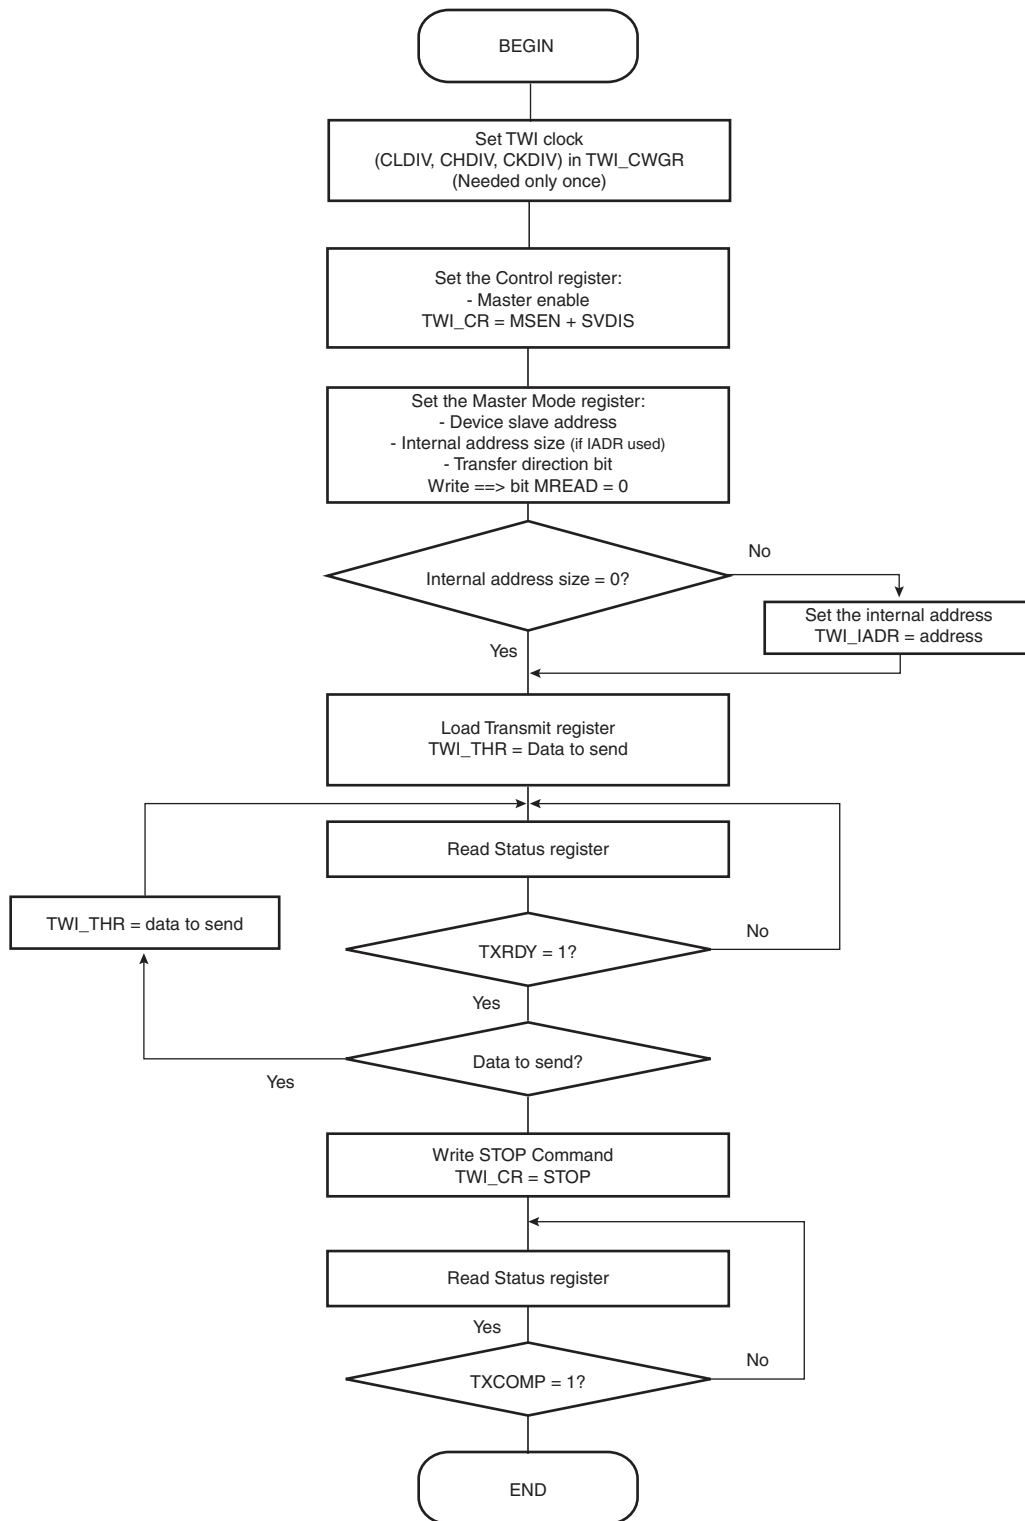 BEGIN
Set TWI clock
(CLDIV, CHDIV, CKDIV) in TWI_CWGR
(Needed only once)
Set the Control register:
- Master enable
TWI_CR = MSEN + SVDIS
Set the Master Mode register:
- Device slave address
- Internal address size (if IADR used)
- Transfer direction bit
Write ==> bit MREAD = 0
No
Internal address size = 0?
Set the internal address
TWI_IADR = address
Yes
Load Transmit register
TWI_THR = Data to send
Read Status register
TWI_THR = data to send
No
TXRDY = 1?
Yes
Data to send?
Yes
Write STOP Command
TWI_CR = STOP
Read Status register
Yes
No
TXCOMP = 1?
END